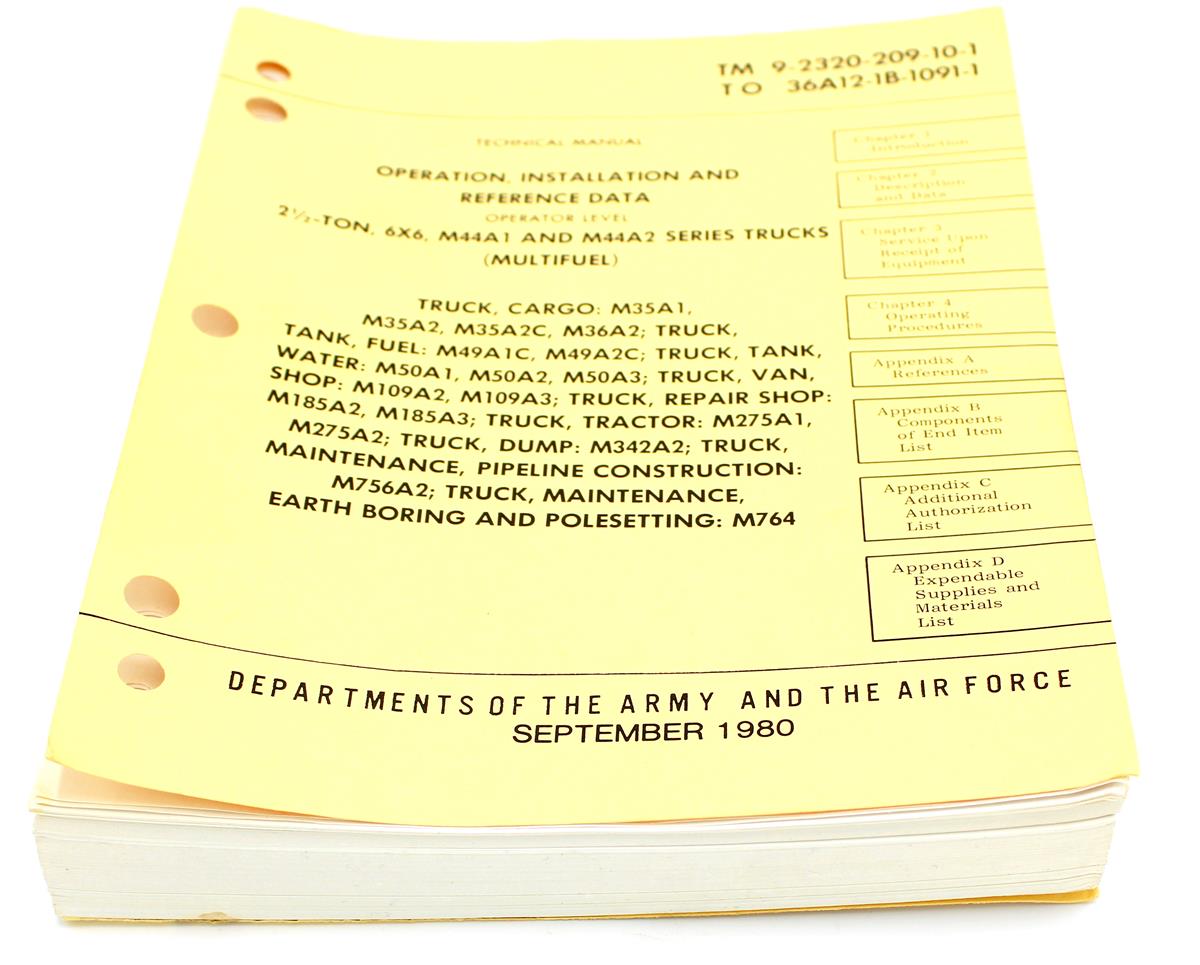 TM 9-2320-209-10-1
TO 36A12-1B-1091-1
TECHNICAL MANUAL
OPERATION, INSTALLATION AND
REFERENCE DATA
OPERATOR LEVEL
2½-TON, 6X6, M44A1 AND M44A2 SERIES TRUCKS
(MULTIFUEL)
TRUCK, CARGO: M35A1,
M35A2, M35A2C, M36A2; TRUCK,
TANK, FUEL: M49A1C, M49A2C; TRUCK, TANK,
WATER: M50A1, M50A2, M50A3; TRUCK, VAN,
SHOP: M109A2, M109A3; TRUCK, REPAIR SHOP:
M185A2, M185A3; TRUCK, TRACTOR: M275A1,
M275A2; TRUCK, DUMP: M342A2; TRUCK,
MAINTENANCE, PIPELINE CONSTRUCTION:
M756A2; TRUCK, MAINTENANCE,
EARTH BORING AND POLESETTING: M764
Chapter 1
Introduction
Chapter 2
Description
and Data
Chapter 3
Service Upon
Receipt of
Equipment
Chapter 4
Operating
Procedures
Appendix A
References
Appendix B
Components
of End Item
List
Appendix C
Additional
Authorization
List
Appendix D
Expendable
Supplies and
Materials
List
DEPARTMENTS OF THE ARMY AND THE AIR FORCE
SEPTEMBER 1980